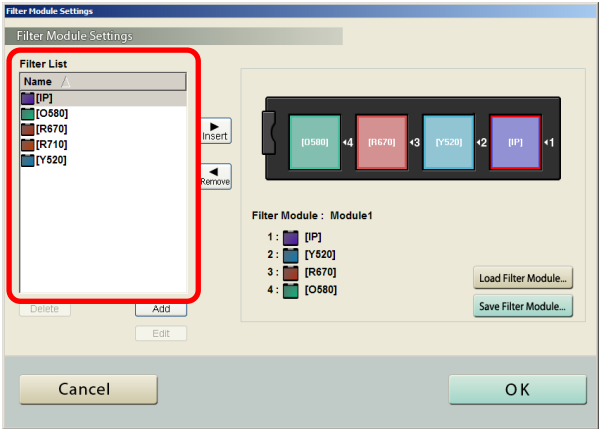 Filter Module Settings
Filter Module Settings
Filter List
Name
[IP]
[O580]
[R670]
[R710]
[Y520]
Insert
Remove
Delete
Add
Edit
[O580] 4 [R670] 3 [Y520] 2 [IP] 1
Filter Module : Module1
1 : [IP]
2 : [Y520]
3 : [R670]
4 : [O580]
Load Filter Module...
Save Filter Module...
Cancel
OK